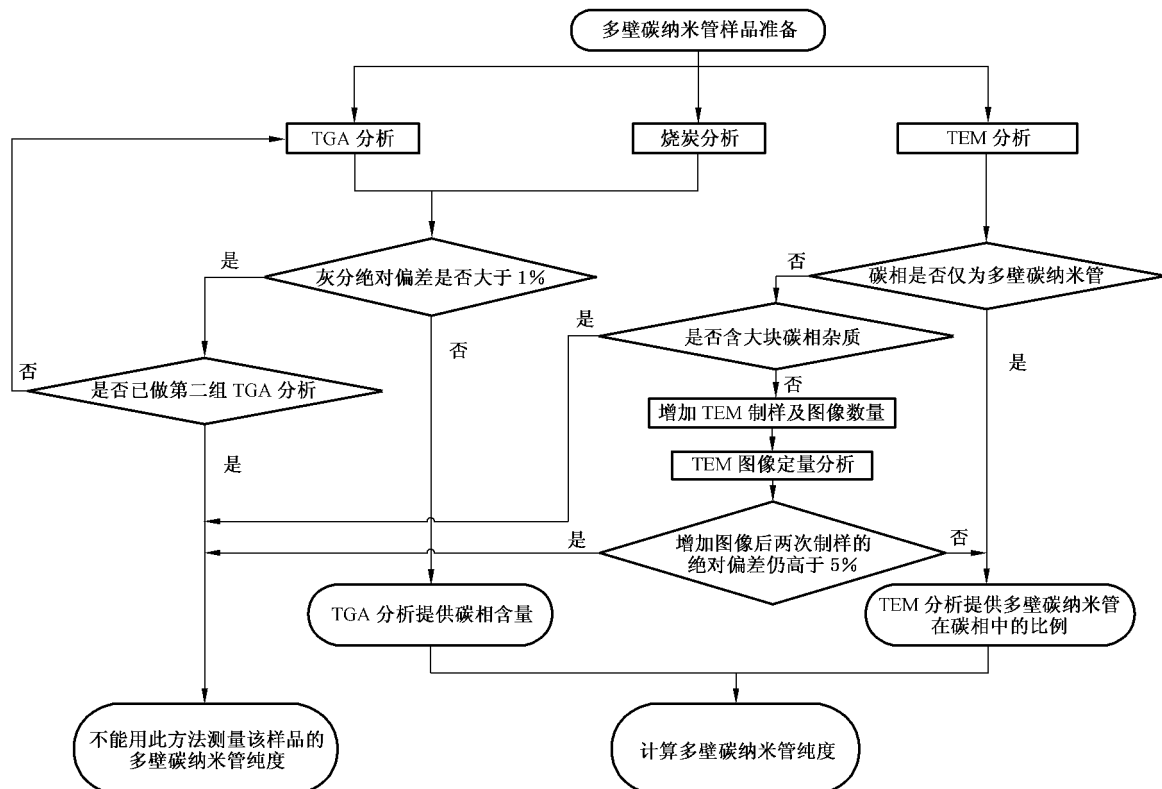 多壁碳纳米管样品准备
TGA 分析
烧炭分析
TEM 分析
是
灰分绝对偏差是否大于 1%
否
碳相是否仅为多壁碳纳米管
是
是否含大块碳相杂质
否
是
否
是否已做第二组 TGA 分析
否
增加 TEM 制样及图像数量
是
TEM 图像定量分析
是
增加图像后两次制样的
绝对偏差仍高于 5%
否
TGA 分析提供碳相含量
TEM 分析提供多壁碳纳米管
在碳相中的比例
不能用此方法测量该样品的
多壁碳纳米管纯度
计算多壁碳纳米管纯度